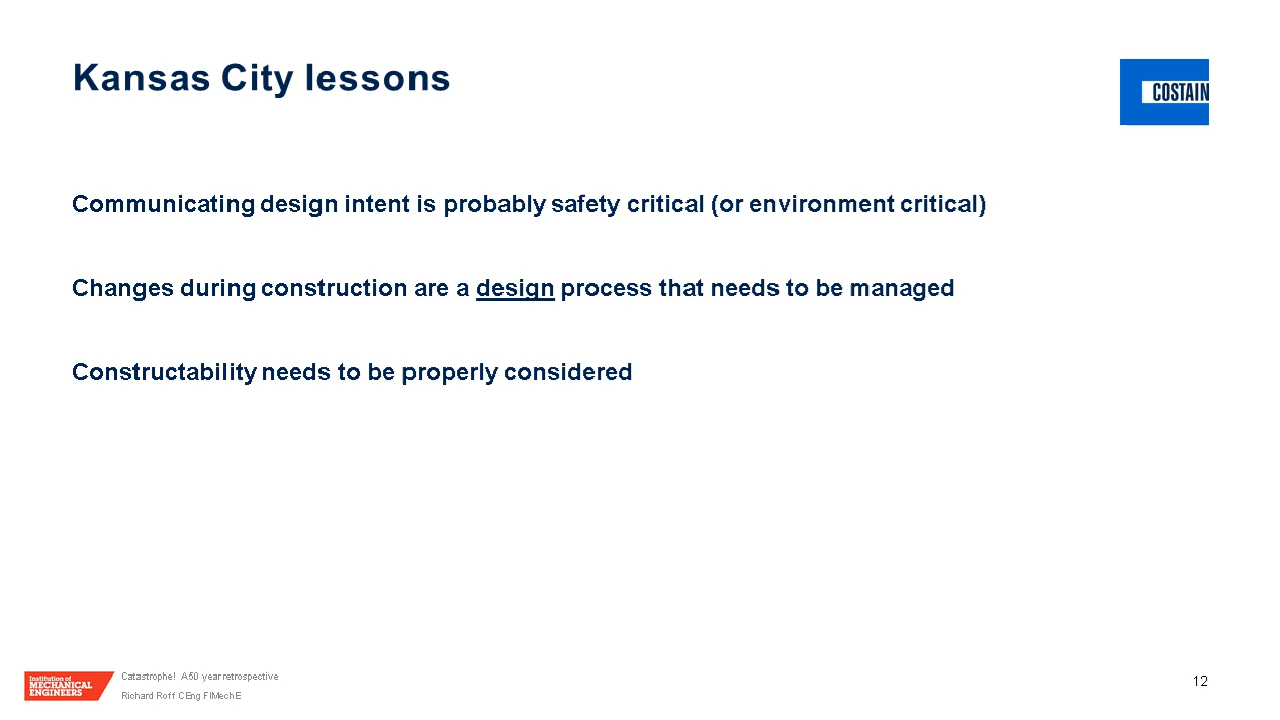 Kansas City lessons
COSTAIN
Communicating design intent is probably safety critical (or environment critical)
Changes during construction are a design process that needs to be managed
Constructability needs to be properly considered
Institution of
MECHANICAL
ENGINEERS
Catastrophe! A 50 year retrospective
Richard Roff CEng FIMechE
12